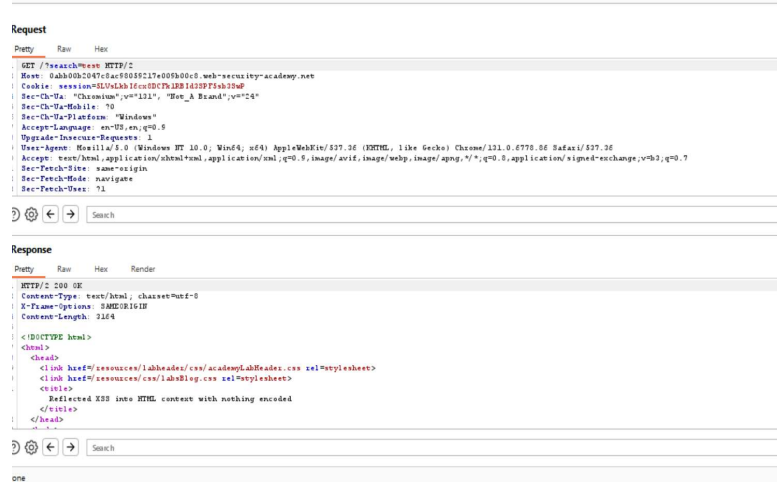 Request
Pretty Raw Hex
GET /?search=test HTTP/2
Host: 0abb00b2047c8ac98059217e009b00c8.web-security-academy.net
Cookie: session=
Sec-Ch-Ua: "Chromium";v="131", "Not_A Brand";v="24"
Sec-Ch-Ua-Mobile: ?0
Sec-Ch-Ua-Platform: "Windows"
Accept-Language: en-US,en;q=0.9
Upgrade-Insecure-Requests: 1
User-Agent: Mozilla/5.0 (Windows NT 10.0; Win64; x64) AppleWebKit/537.36 (KHTML, like Gecko) Chrome/131.0.6778.86 Safari/537.36
Accept: text/html,application/xhtml+xml,application/xml;q=0.9,image/avif,image/webp,image/apng,*/*;q=0.8,application/signed-exchange;v=b3;q=0.7
Sec-Fetch-Site: same-origin
Sec-Fetch-Mode: navigate
Sec-Fetch-User: ?1
Search
Response
Pretty Raw Hex Render
HTTP/2 200 OK
Content-Type: text/html; charset=utf-8
X-Frame-Options: SAMEORIGIN
Content-Length: 3164
<!DOCTYPE html>
<html>
<head>
<link href=/resources/labheader/css/academyLabHeader.css rel=stylesheet>
<link href=/resources/css/labsBlog.css rel=stylesheet>
<title>
Reflected XSS into HTML context with nothing encoded
</title>
</head>
Search
one